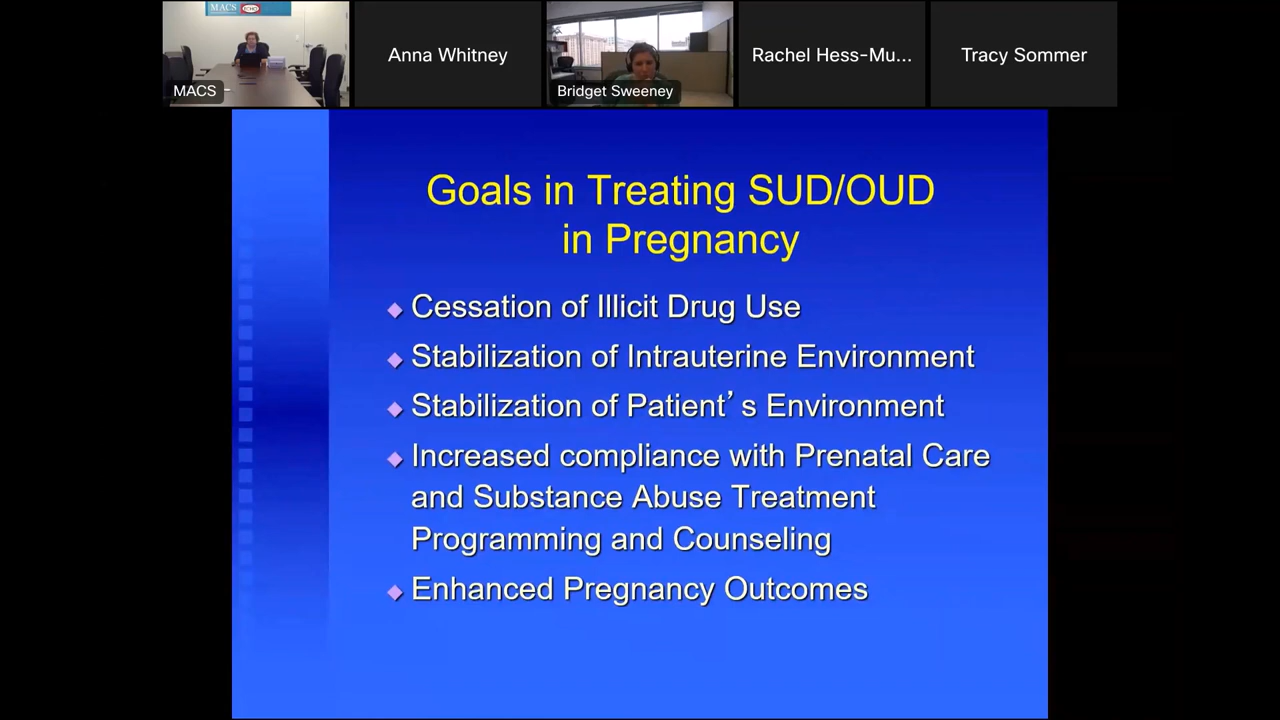 MACS
ECHO
MACS
Anna Whitney
Bridget Sweeney
Rachel Hess-Mu...
Tracy Sommer
Goals in Treating SUD/OUD
in Pregnancy
Cessation of Illicit Drug Use
Stabilization of Intrauterine Environment
Stabilization of Patient’s Environment
Increased compliance with Prenatal Care
and Substance Abuse Treatment
Programming and Counseling
Enhanced Pregnancy Outcomes